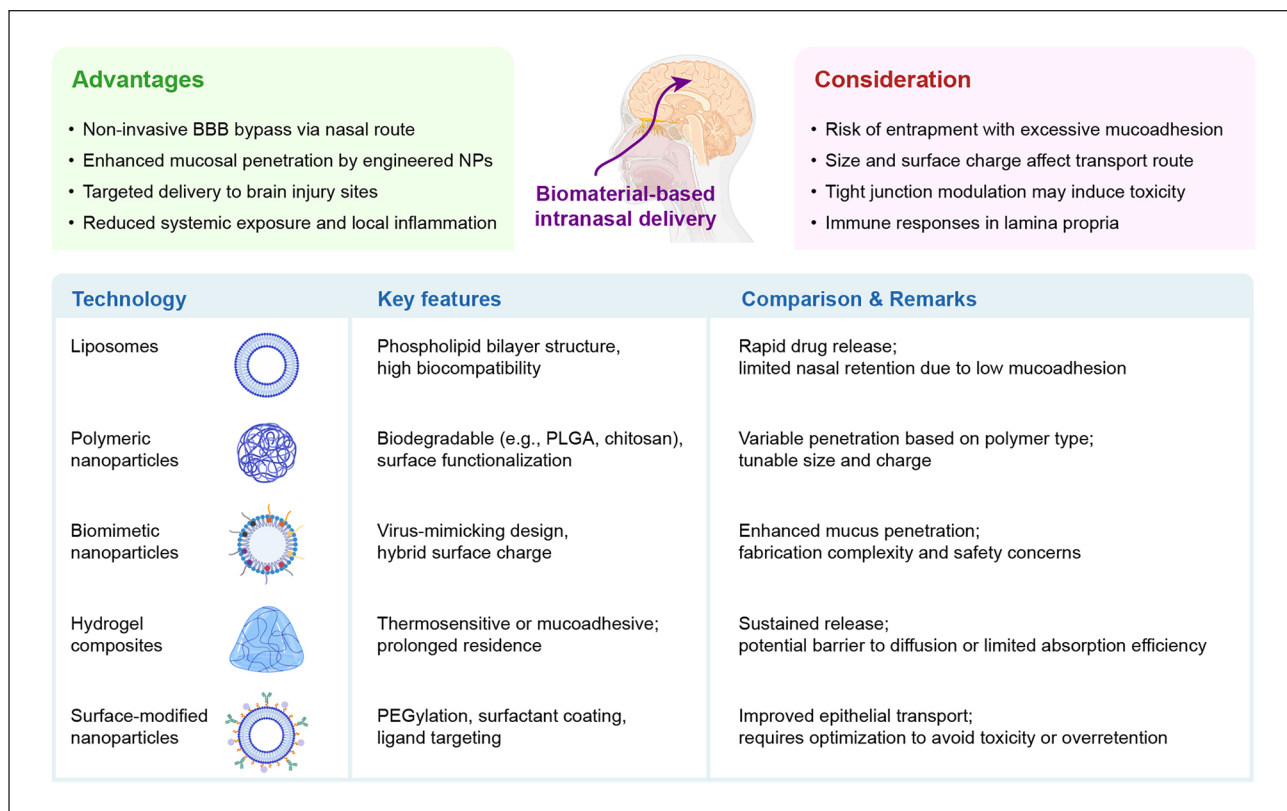 Advantages
• Non-invasive BBB bypass via nasal route
• Enhanced mucosal penetration by engineered NPs
• Targeted delivery to brain injury sites
• Reduced systemic exposure and local inflammation
Biomaterial-based
intranasal delivery
Consideration
• Risk of entrapment with excessive mucoadhesion
• Size and surface charge affect transport route
• Tight junction modulation may induce toxicity
• Immune responses in lamina propria
Technology
Key features
Comparison & Remarks
Liposomes
Phospholipid bilayer structure,
high biocompatibility
Rapid drug release;
limited nasal retention due to low mucoadhesion
Polymeric
nanoparticles
Biodegradable (e.g., PLGA, chitosan),
surface functionalization
Variable penetration based on polymer type;
tunable size and charge
Biomimetic
nanoparticles
Virus-mimicking design,
hybrid surface charge
Enhanced mucus penetration;
fabrication complexity and safety concerns
Hydrogel
composites
Thermosensitive or mucoadhesive;
prolonged residence
Sustained release;
potential barrier to diffusion or limited absorption efficiency
Surface-modified
nanoparticles
PEGylation, surfactant coating,
ligand targeting
Improved epithelial transport;
requires optimization to avoid toxicity or overretention